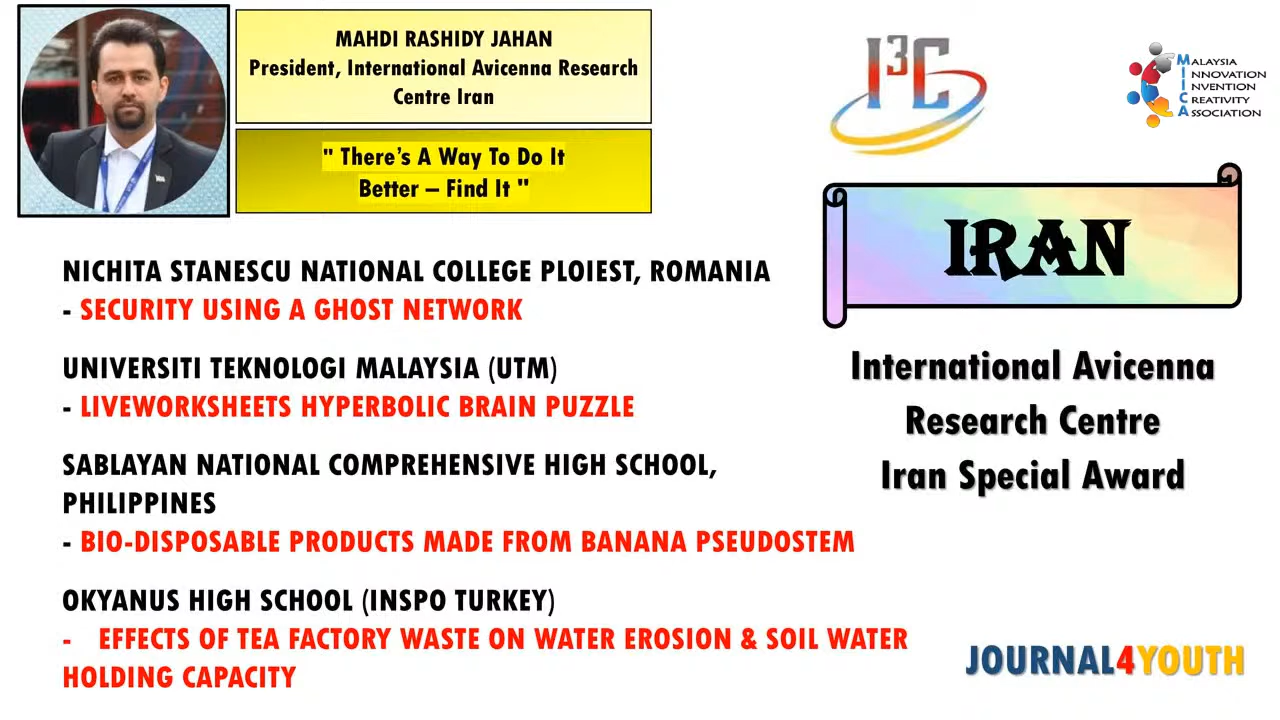 MAHDI RASHIDY JAHAN
President, International Avicenna Research
Centre Iran
" There's A Way To Do It
Better – Find It "
I3C
MALAYSIA
INNOVATION
INVENTION
CREATIVITY
ASSOCIATION
IRAN
International Avicenna
Research Centre
Iran Special Award
NICHITA STANESCU NATIONAL COLLEGE PLOIEST, ROMANIA
- SECURITY USING A GHOST NETWORK
UNIVERSITI TEKNOLOGI MALAYSIA (UTM)
- LIVEWORKSHEETS HYPERBOLIC BRAIN PUZZLE
SABLAYAN NATIONAL COMPREHENSIVE HIGH SCHOOL,
PHILIPPINES
- BIO-DISPOSABLE PRODUCTS MADE FROM BANANA PSEUDOSTEM
OKYANUS HIGH SCHOOL (INSPO TURKEY)
- EFFECTS OF TEA FACTORY WASTE ON WATER EROSION & SOIL WATER
HOLDING CAPACITY
JOURNAL4YOUTH